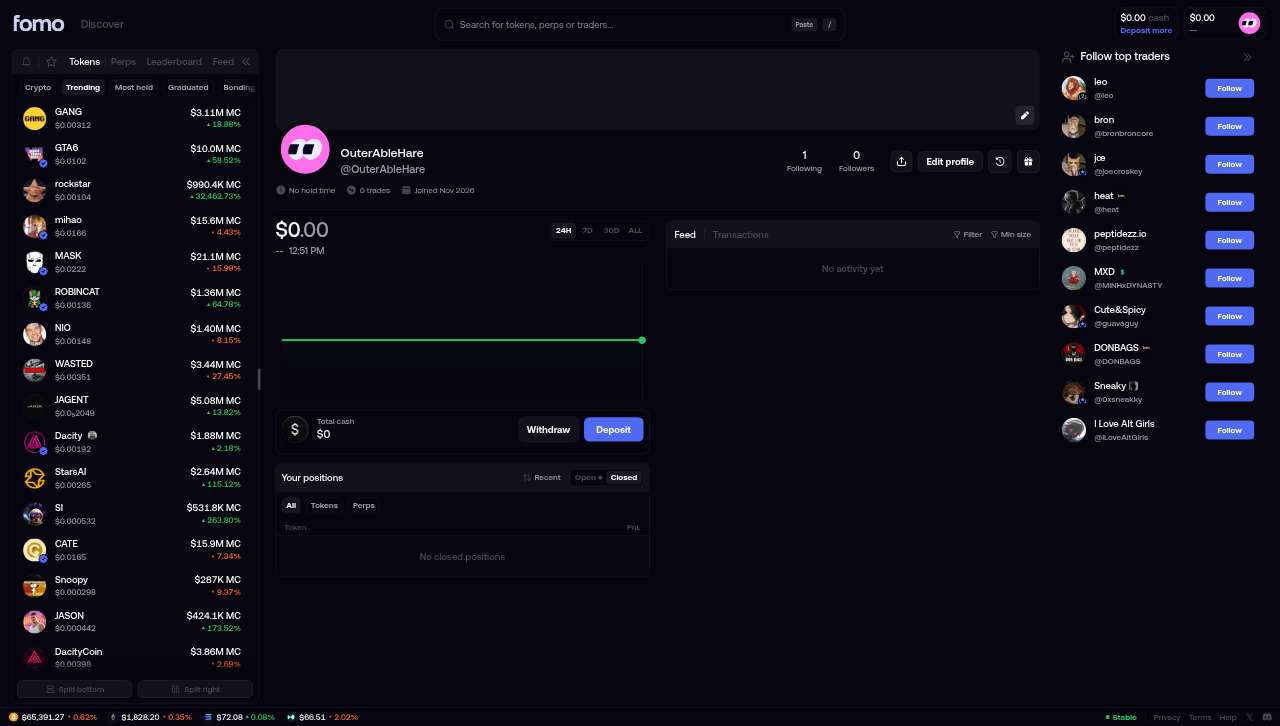 fomo
Discover
Search for tokens, perps or traders...
Paste
/
$0.00 cash
Deposit more
$0.00
—
Tokens Perps Leaderboard Feed
Crypto Trending Most held Graduated Bonding
GANG $3.11M MC
$0.00312 18.88%
GTA6 $10.0M MC
$0.0102 58.52%
rockstar $990.4K MC
$0.00104 32,462.73%
mihao $15.6M MC
$0.0166 4.43%
MASK $21.1M MC
$0.0222 15.99%
ROBINCAT $1.36M MC
$0.00136 64.78%
NIO $1.40M MC
$0.00148 8.15%
WASTED $3.44M MC
$0.00351 27.45%
JAGENT $5.08M MC
$0.0₅2049 13.82%
Dacity $1.88M MC
$0.00192 2.18%
StarsAI $2.64M MC
$0.00265 115.12%
SI $531.8K MC
$0.000532 263.80%
CATE $15.9M MC
$0.0165 7.34%
Snoopy $287K MC
$0.000298 9.37%
JASON $424.1K MC
$0.000442 173.52%
DacityCoin $3.86M MC
$0.00398 2.69%
Split bottom Split right
OuterAbleHare
@OuterAbleHare
No hold time 0 trades Joined Nov 2026
1 Following
0 Followers
Edit profile
$0.00
24H 7D 30D ALL
— 12:51 PM
Total cash
$0
Withdraw Deposit
Your positions
Recent Open Closed
All Tokens Perps
Token PnL
No closed positions
Feed Transactions
Filter Min size
No activity yet
Follow top traders
leo
@leo
Follow
bron
@bronbroncore
Follow
jœ
@joecroskey
Follow
heat
@heat
Follow
peptidezz.io
@peptidezz
Follow
MXD
@MINHxDYNASTY
Follow
Cute&Spicy
@guavaguy
Follow
DONBAGS
@DONBAGS
Follow
Sneaky
@0xsneakky
Follow
I Love Alt Girls
@ILoveAltGirls
Follow
$65,391.27 0.62% $1,828.20 0.35% $72.08 0.08% $66.51 2.02%
Stable Privacy Terms Help